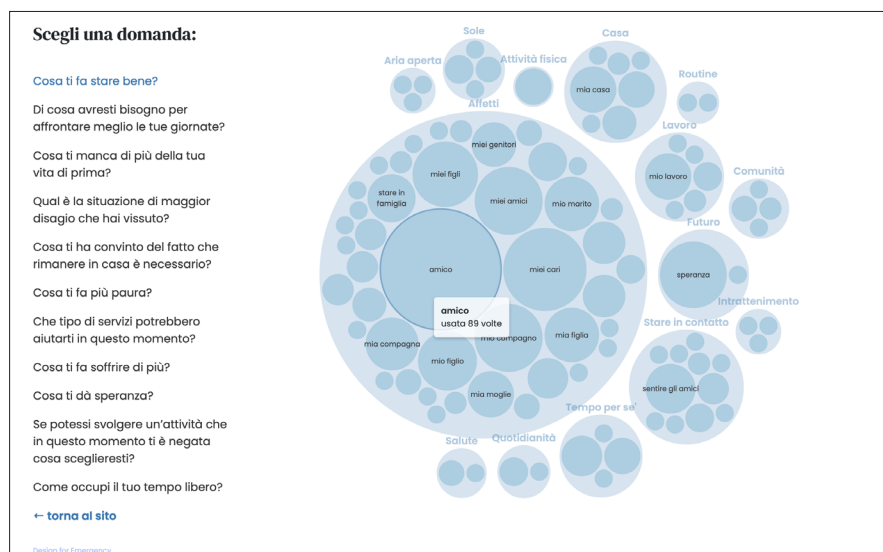 Scegli una domanda:
Cosa ti fa stare bene?
Di cosa avresti bisogno per
affrontare meglio le tue giornate?
Cosa ti manca di più della tua
vita di prima?
Qual è la situazione di maggior
disagio che hai vissuto?
Cosa ti ha convinto del fatto che
rimanere in casa è necessario?
Cosa ti fa più paura?
Che tipo di servizi potrebbero
aiutarti in questo momento?
Cosa ti fa soffrire di più?
Cosa ti dà speranza?
Se potessi svolgere un'attività che
in questo momento ti è negata
cosa sceglieresti?
Come occupi il tuo tempo libero?
← torna al sito
Design for Emergency
Sole
Casa
Aria aperta
Attività fisica
Routine
mia casa
Affetti
Lavoro
miei genitori
miei figli
mio lavoro
Comunità
stare in
famiglia
miei amici
mio marito
Futuro
amico
miei cari
speranza
amico
usata 89 volte
Intrattenimento
Stare in contatto
mia compagna
mio compagno
mia figlia
mio figlio
sentire gli amici
mia moglie
Tempo per se'
Salute
Quotidianità